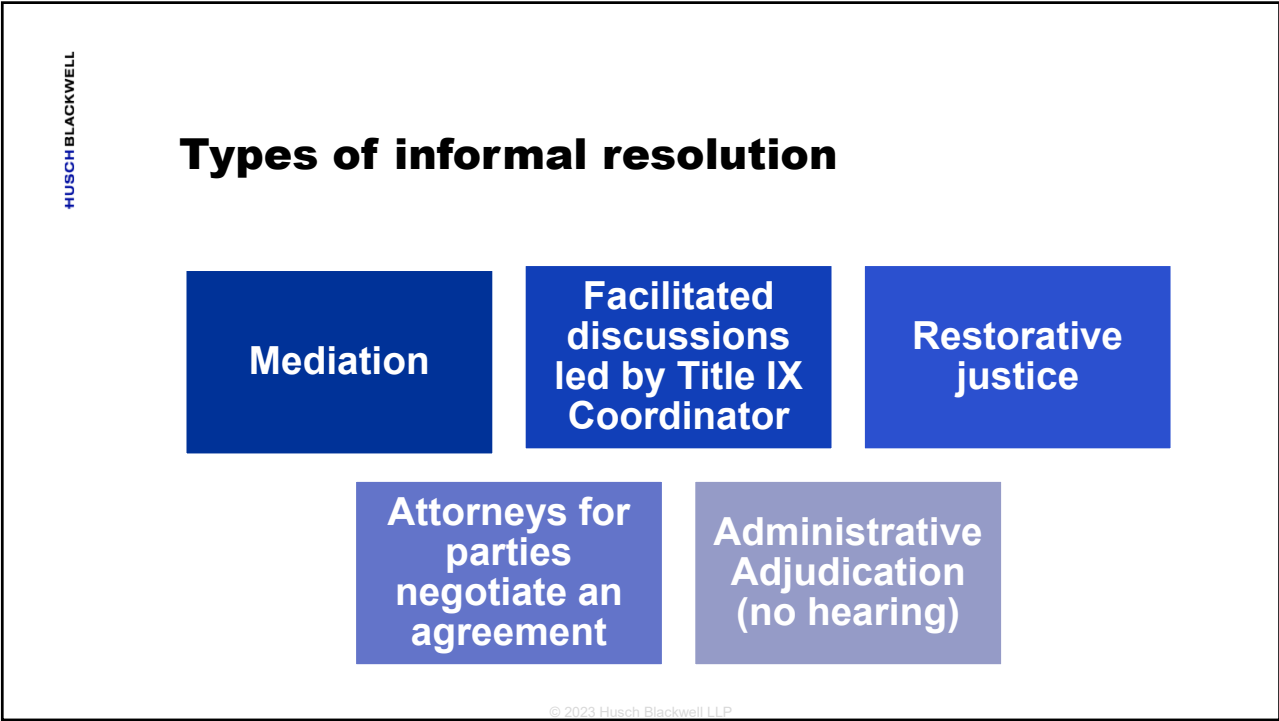 HUSCH BLACKWELL
Types of informal resolution
Mediation
Facilitated
discussions
led by Title IX
Coordinator
Restorative
justice
Attorneys for
parties
negotiate an
agreement
Administrative
Adjudication
(no hearing)
© 2023 Husch Blackwell LLP